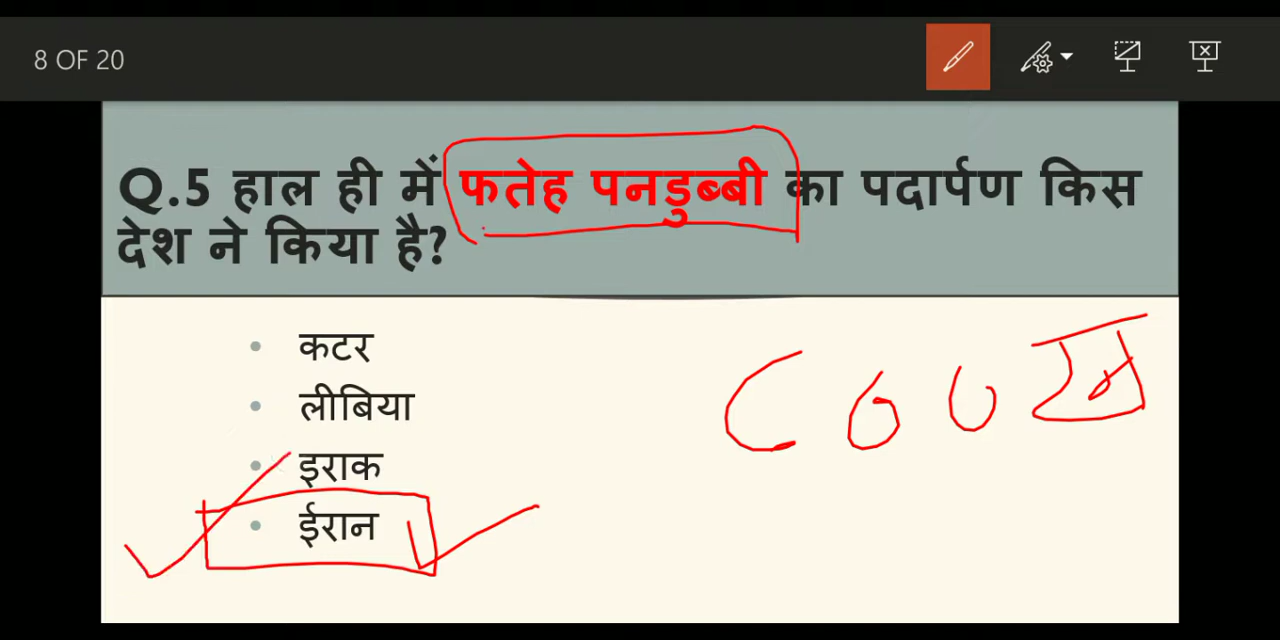 8 OF 20
Q.5 हाल ही में फतेह पनडुब्बी का पदार्पण किस
देश ने किया है?
• कटर
• लीबिया
• इराक
• ईरान